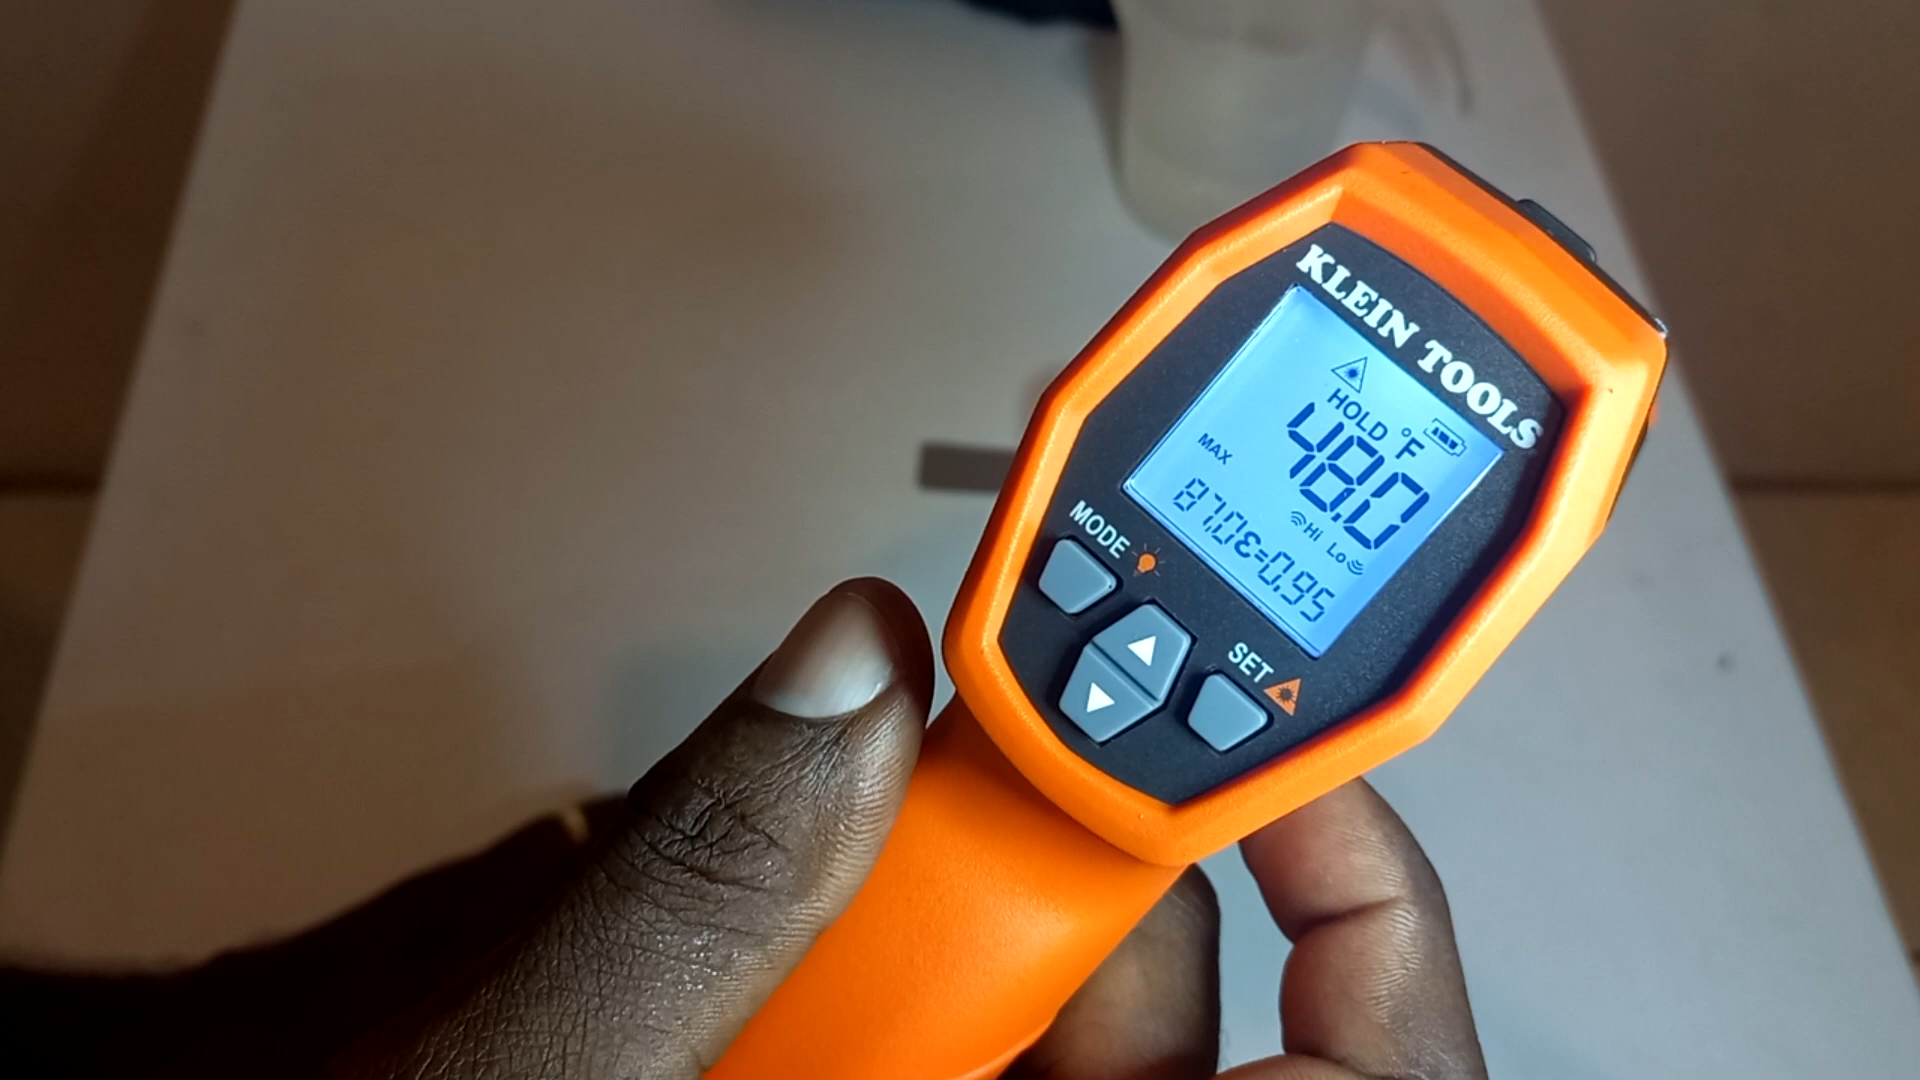 KLEIN TOOLS
HOLD °F
48.0
MAX
Hi Lo
87.0 ε=0.95
MODE
SET